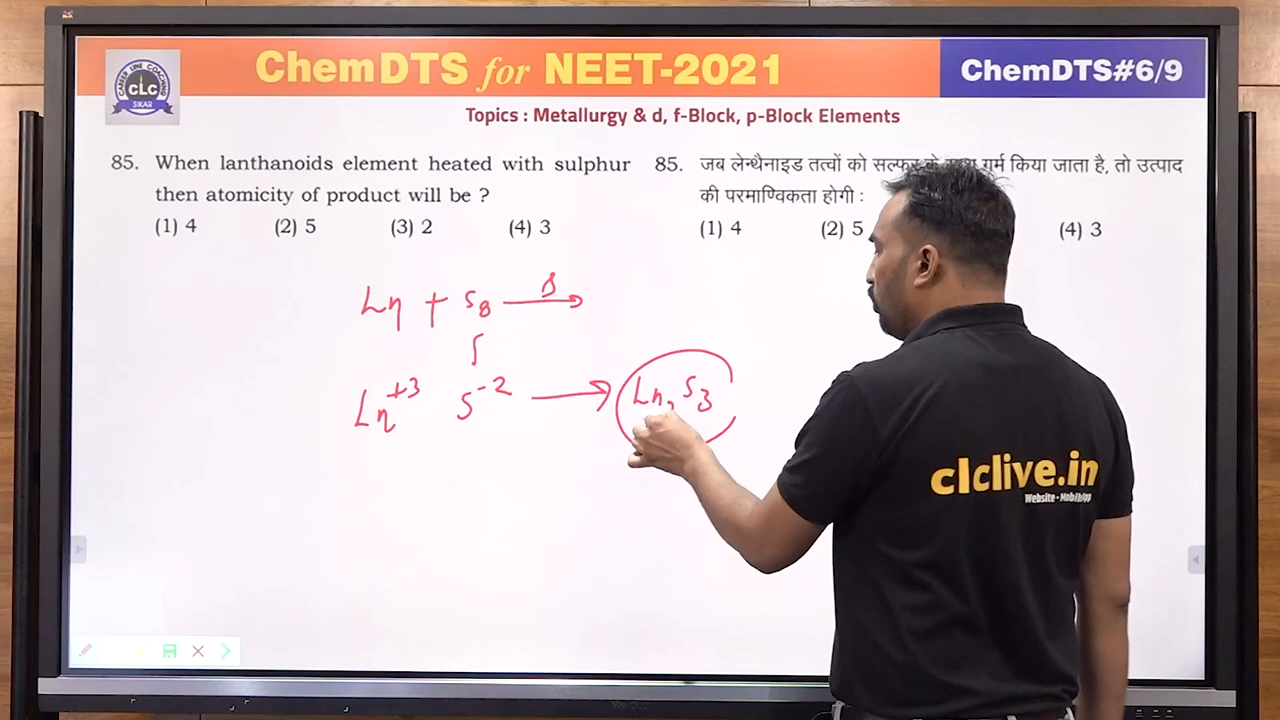 ChemDTS for NEET-2021
ChemDTS#6/9
CAREER LINE COACHING
CLC
SIKAR
Topics : Metallurgy & d, f-Block, p-Block Elements
85. When lanthanoids element heated with sulphur
then atomicity of product will be ?
(1) 4 (2) 5 (3) 2 (4) 3
85. जब लेन्थैनाइड तत्वों को सल्फर के साथ गर्म किया जाता है, तो उत्पाद
की परमाण्विकता होगी :
(1) 4 (2) 5 (4) 3
Ln + S8 Δ →
S
Ln+3 S-2 → Ln2S3
clclive.in
Website - Mobile App